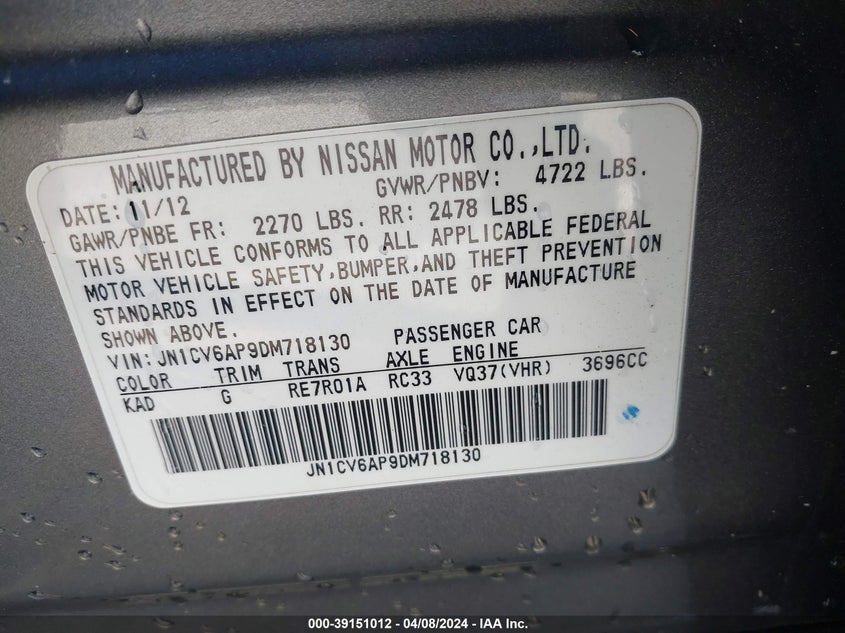 MANUFACTURED BY NISSAN MOTOR CO.,LTD.
DATE: 11/12 GVWR/PNBV: 4722 LBS.
GAWR/PNBE FR: 2270 LBS. RR: 2478 LBS.
THIS VEHICLE CONFORMS TO ALL APPLICABLE FEDERAL
MOTOR VEHICLE SAFETY,BUMPER,AND THEFT PREVENTION
STANDARDS IN EFFECT ON THE DATE OF MANUFACTURE
SHOWN ABOVE.
VIN: JN1CV6AP9DM718130 PASSENGER CAR
COLOR TRIM TRANS AXLE ENGINE
KAD G RE7R01A RC33 VQ37(VHR) 3696CC
JN1CV6AP9DM718130
000-39151012 - 04/08/2024 - IAA Inc.